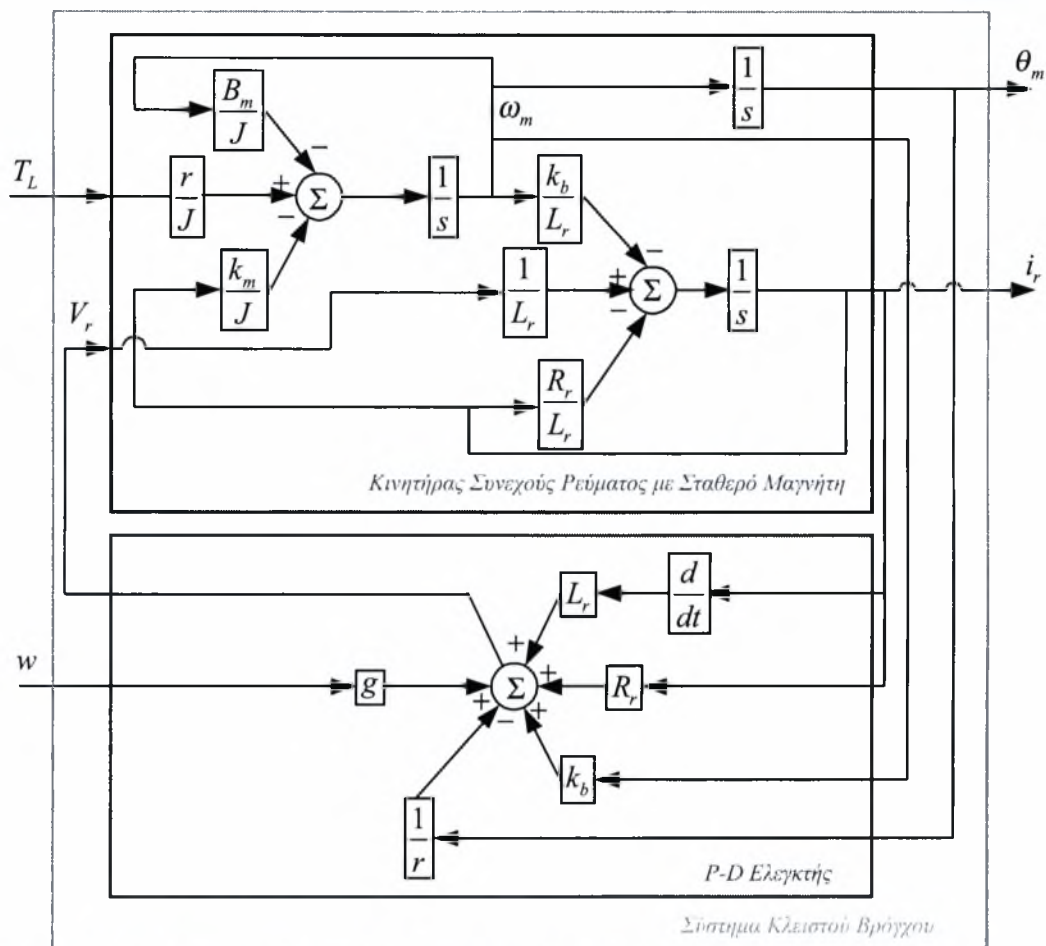 θ_m
1
s
B_m
J
ω_m
T_L
r
J
Σ
1
s
k_b
L_r
−
+
−
k_m
J
1
L_r
−
+
−
Σ
1
s
i_r
V_r
R_r
L_r
Κινητήρας Συνεχούς Ρεύματος με Σταθερό Μαγνήτη
L_r
d
dt
w
g
+
+
+
+
−
Σ
R_r
k_b
1
r
P-D Ελεγκτής
Σύστημα Κλειστού Βρόγχου